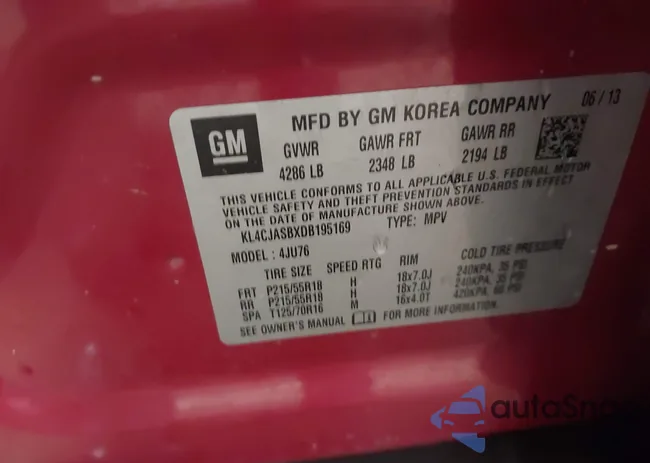 GM
MFD BY GM KOREA COMPANY 06 / 13
GVWR GAWR FRT GAWR RR
4286 LB 2348 LB 2194 LB
THIS VEHICLE CONFORMS TO ALL APPLICABLE U.S. FEDERAL MOTOR
VEHICLE SAFETY AND THEFT PREVENTION STANDARDS IN EFFECT
ON THE DATE OF MANUFACTURE SHOWN ABOVE.
KL4CJASBXDB195169 TYPE: MPV
MODEL : 4JU76
TIRE SIZE SPEED RTG RIM COLD TIRE PRESSURE
FRT P215/55R18 H 18x7.0J 240KPA, 35 PSI
RR P215/55R18 H 18x7.0J 240KPA, 35 PSI
SPA T125/70R16 M 16x4.0T 420KPA, 60 PSI
SEE OWNER'S MANUAL FOR MORE INFORMATION.